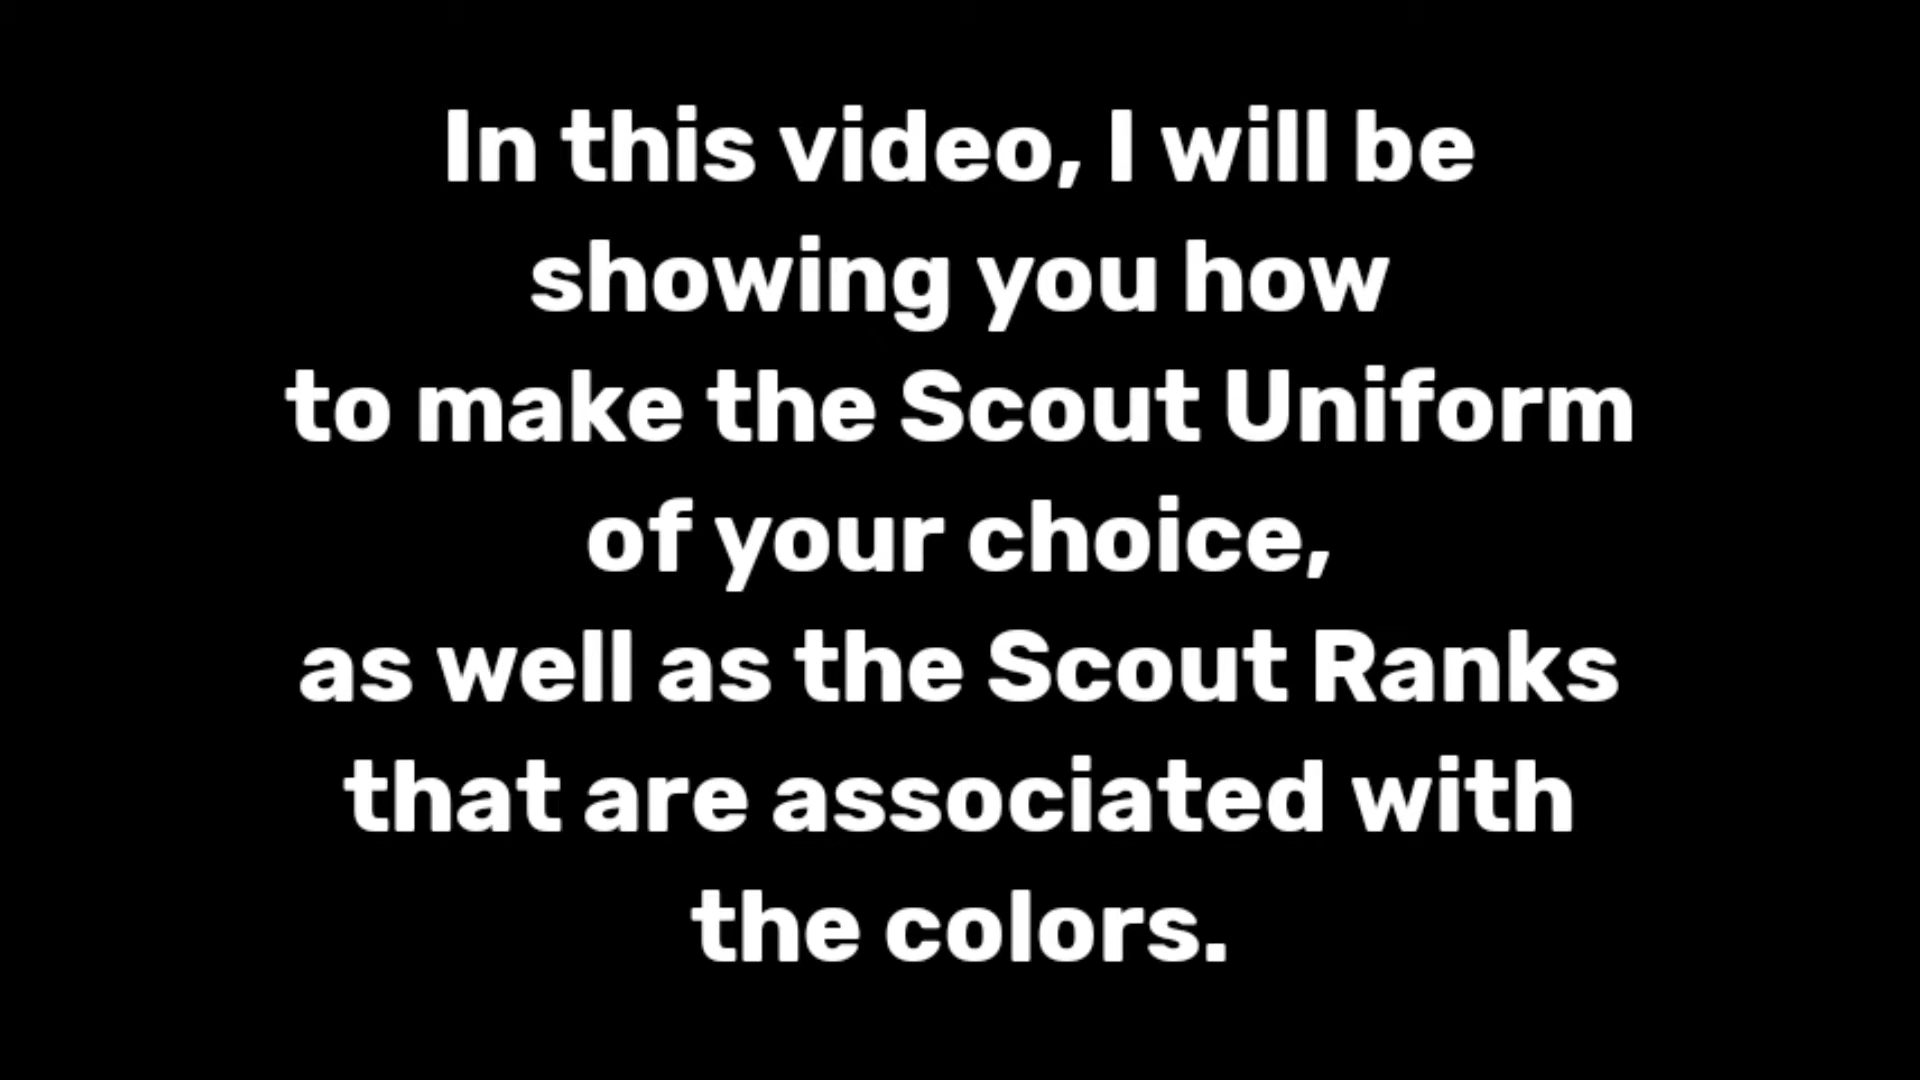 In this video, I will be
showing you how
to make the Scout Uniform
of your choice,
as well as the Scout Ranks
that are associated with
the colors.